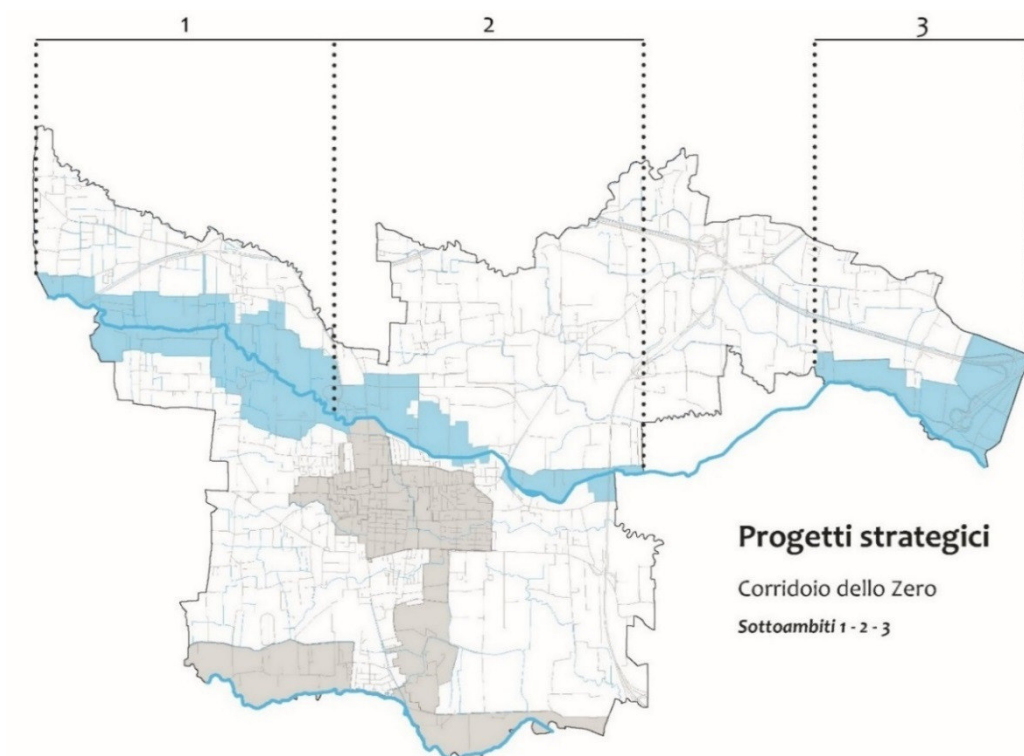 1
2
3
Progetti strategici
Corridoio dello Zero
Sottoambiti 1 - 2 - 3